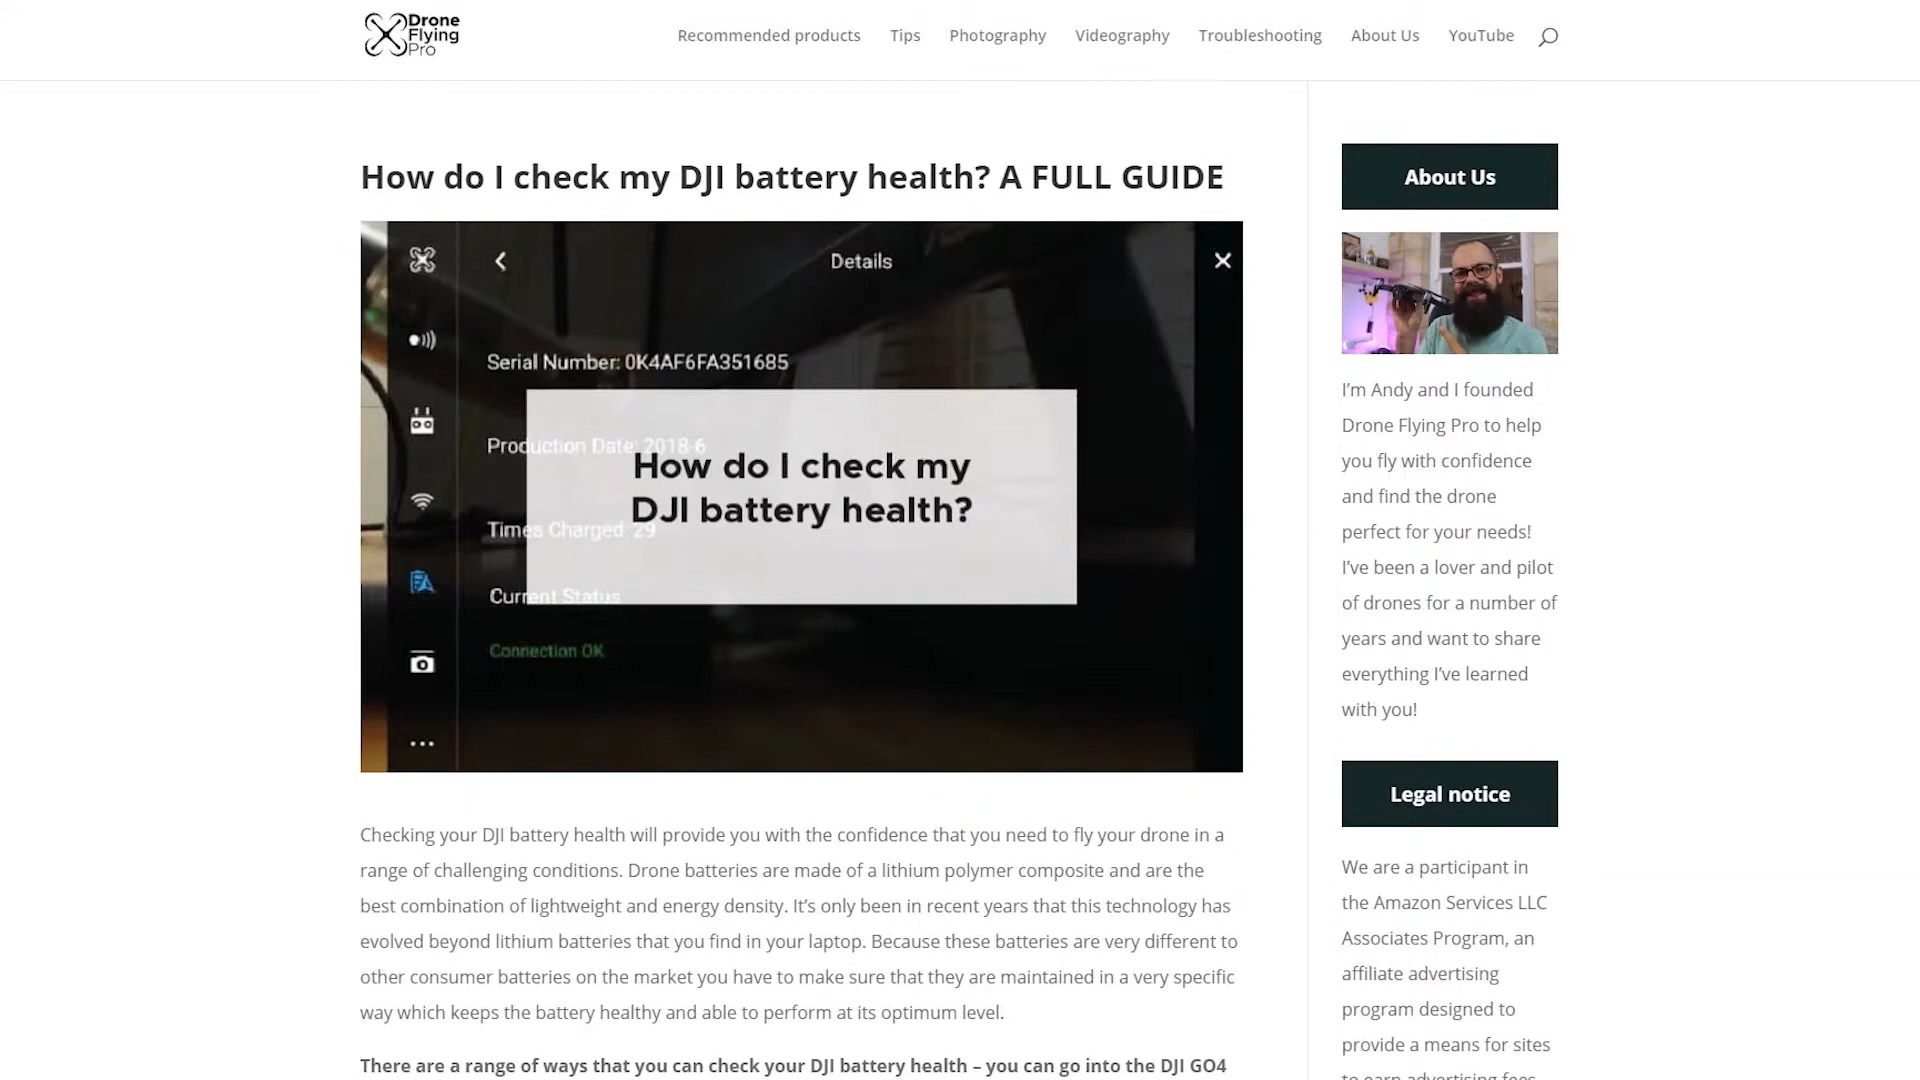 Drone
Flying
Pro
Recommended products
Tips
Photography
Videography
Troubleshooting
About Us
YouTube
How do I check my DJI battery health? A FULL GUIDE
Details
Serial Number: 0K4AF6FA351685
Production Date: 2018-6
Times Charged: 29
Current Status
Connection OK
How do I check my
DJI battery health?
Checking your DJI battery health will provide you with the confidence that you need to fly your drone in a
range of challenging conditions. Drone batteries are made of a lithium polymer composite and are the
best combination of lightweight and energy density. It’s only been in recent years that this technology has
evolved beyond lithium batteries that you find in your laptop. Because these batteries are very different to
other consumer batteries on the market you have to make sure that they are maintained in a very specific
way which keeps the battery healthy and able to perform at its optimum level.
There are a range of ways that you can check your DJI battery health – you can go into the DJI GO4
About Us
I’m Andy and I founded
Drone Flying Pro to help
you fly with confidence
and find the drone
perfect for your needs!
I’ve been a lover and pilot
of drones for a number of
years and want to share
everything I’ve learned
with you!
Legal notice
We are a participant in
the Amazon Services LLC
Associates Program, an
affiliate advertising
program designed to
provide a means for sites
to earn advertising fees